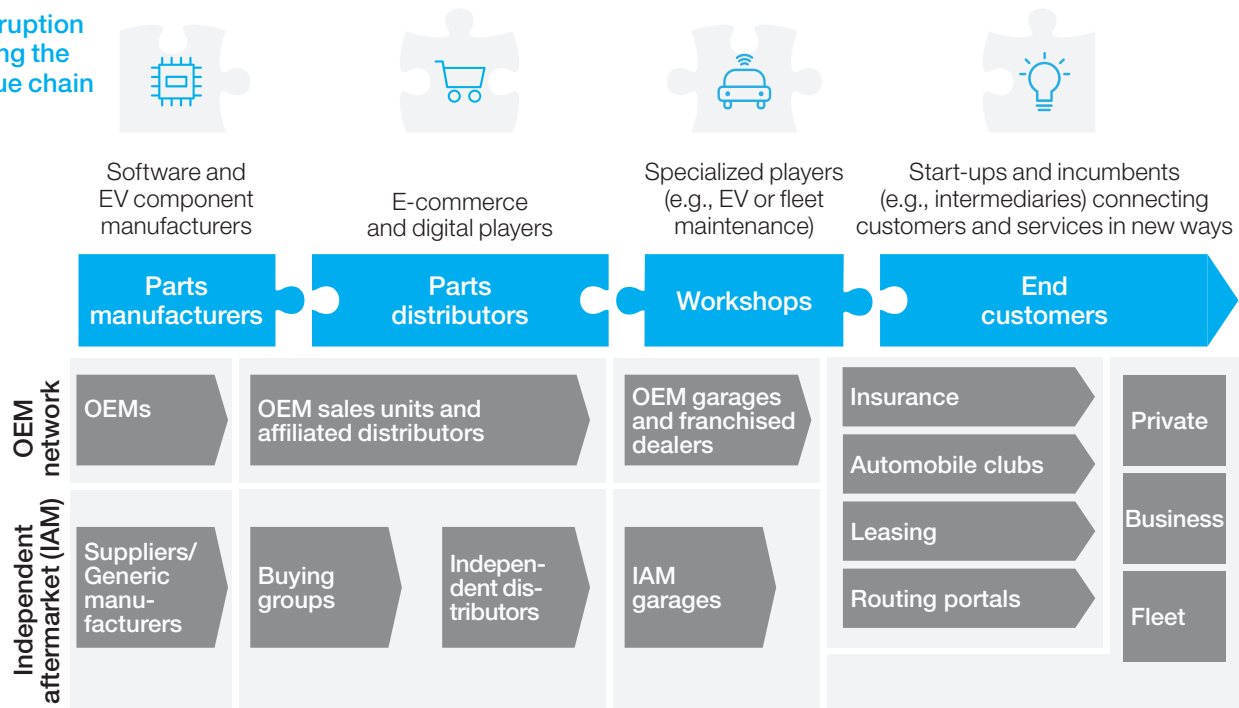 ruption
ng the
ue chain
Software and
EV component
manufacturers
E-commerce
and digital players
Specialized players
(e.g., EV or fleet
maintenance)
Start-ups and incumbents
(e.g., intermediaries) connecting
customers and services in new ways
Parts
manufacturers
Parts
distributors
Workshops
End
customers
OEM
network
OEMs
OEM sales units and
affiliated distributors
OEM garages
and franchised
dealers
Insurance
Automobile clubs
Leasing
Routing portals
Private
Business
Fleet
Independent
aftermarket (IAM)
Suppliers/
Generic
manu-
facturers
Buying
groups
Indepen-
dent dis-
tributors
IAM
garages